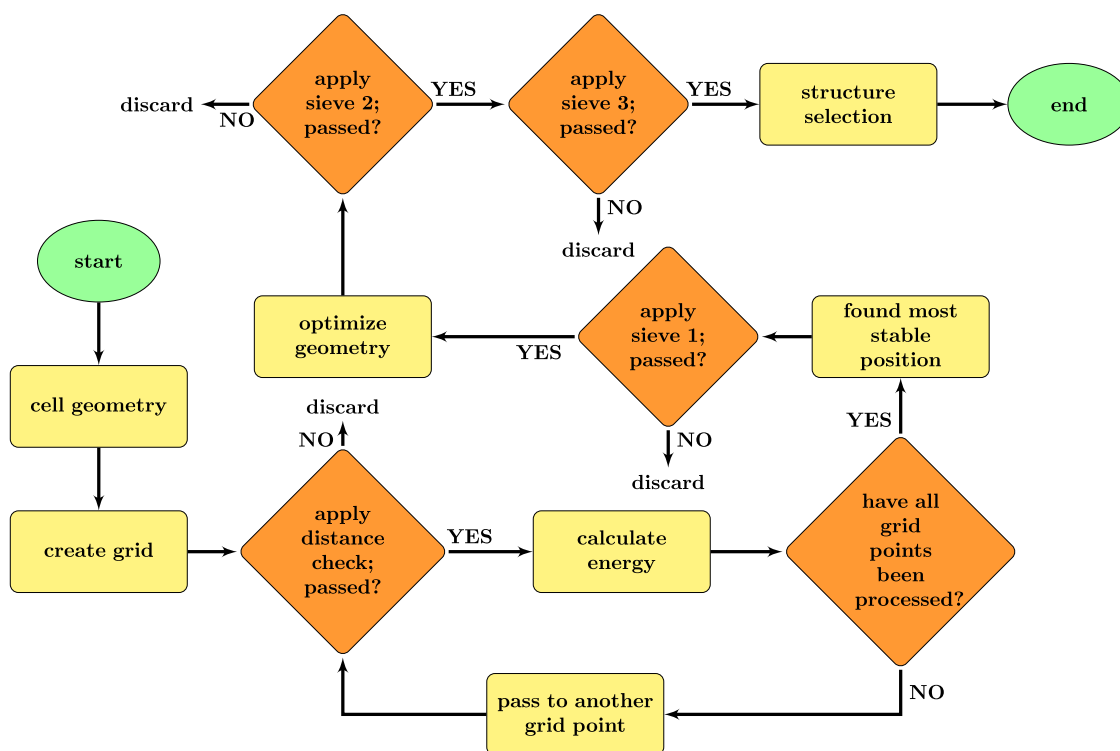 apply
sieve 2;
passed?
YES
NO
discard
apply
sieve 3;
passed?
YES
NO
discard
structure
selection
end
start
cell geometry
create grid
optimize
geometry
YES
apply
sieve 1;
passed?
NO
discard
found most
stable
position
YES
discard
NO
apply
distance
check;
passed?
YES
calculate
energy
have all
grid
points
been
processed?
NO
pass to another
grid point